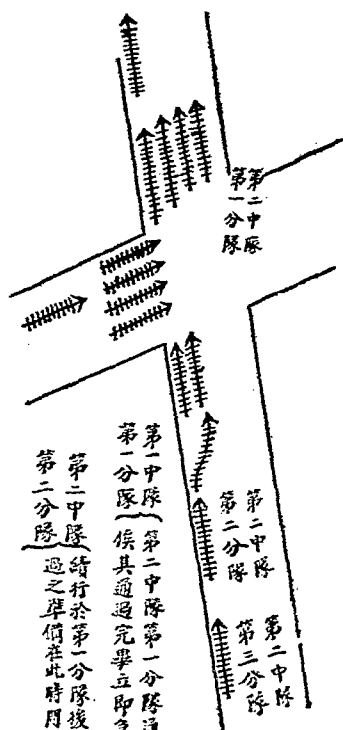 第二中隊
第一分隊
第二中隊
第二分隊
第二中隊
第三分隊
第一中隊
第一分隊
第二中隊第一分隊通
俟其通過完畢立即
第二中隊
第二分隊
續行於第一分隊後
過之準備在此時間